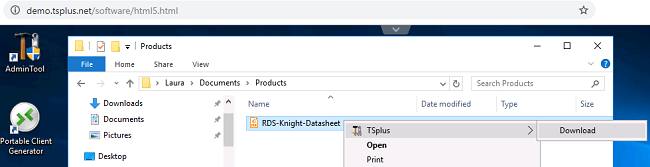 demo.tsplus.net/software/html5.html
Products
File Home Share View
Laura Documents Products
Search Products
AdminTool
Downloads
Documents
Pictures
Desktop
Name Date modified Type Size
RDS-Knight-Datasheet
TSplus Download
Open
Print
Portable Client
Generator